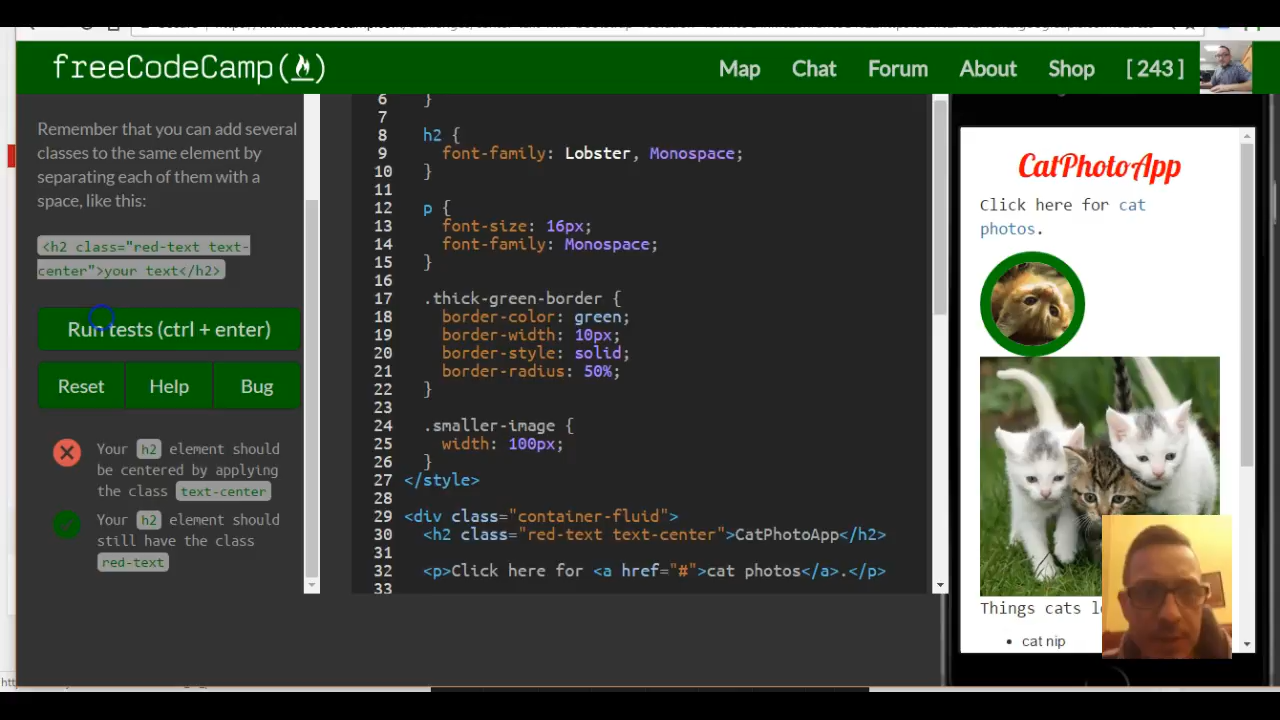 freeCodeCamp(🔥)
Map
Chat
Forum
About
Shop
[ 243 ]
Remember that you can add several
classes to the same element by
separating each of them with a
space, like this:
<h2 class="red-text text-
center">your text</h2>
Run tests (ctrl + enter)
Reset
Help
Bug
Your h2 element should
be centered by applying
the class text-center
Your h2 element should
still have the class
red-text
6 }
7
8 h2 {
9 font-family: Lobster, Monospace;
10 }
11
12 p {
13 font-size: 16px;
14 font-family: Monospace;
15 }
16
17 .thick-green-border {
18 border-color: green;
19 border-width: 10px;
20 border-style: solid;
21 border-radius: 50%;
22 }
23
24 .smaller-image {
25 width: 100px;
26 }
27 </style>
28
29 <div class="container-fluid">
30 <h2 class="red-text text-center">CatPhotoApp</h2>
31
32 <p>Click here for <a href="#">cat photos</a>.</p>
33
CatPhotoApp
Click here for cat
photos.
Things cats
• cat nip